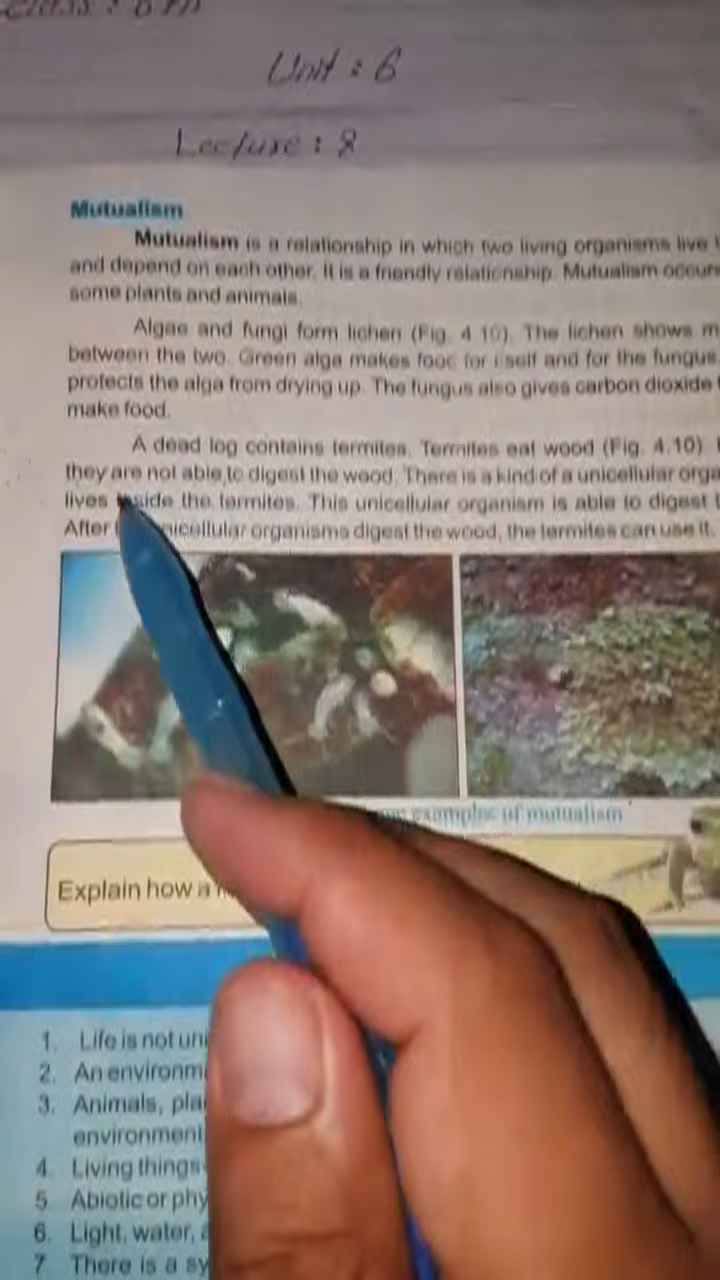 Class : 6th
Unit : 6
Lecture : 8
Mutualism
Mutualism is a relationship in which two living organisms live
and depend on each other. It is a friendly relationship. Mutualism occurs
some plants and animals.
Algae and fungi form lichen (Fig. 4.10). The lichen shows m
between the two. Green alga makes food for itself and for the fungus.
protects the alga from drying up. The fungus also gives carbon dioxide t
make food.
A dead log contains termites. Termites eat wood (Fig. 4.10).
they are not able to digest the wood. There is a kind of a unicellular orga
lives inside the termites. This unicellular organism is able to digest t
After unicellular organisms digest the wood, the termites can use it.
examples of mutualism
Explain how a
1. Life is not uni
2. An environm
3. Animals, pla
environment
4. Living things
5. Abiotic or phy
6. Light, water, a
7. There is a sy